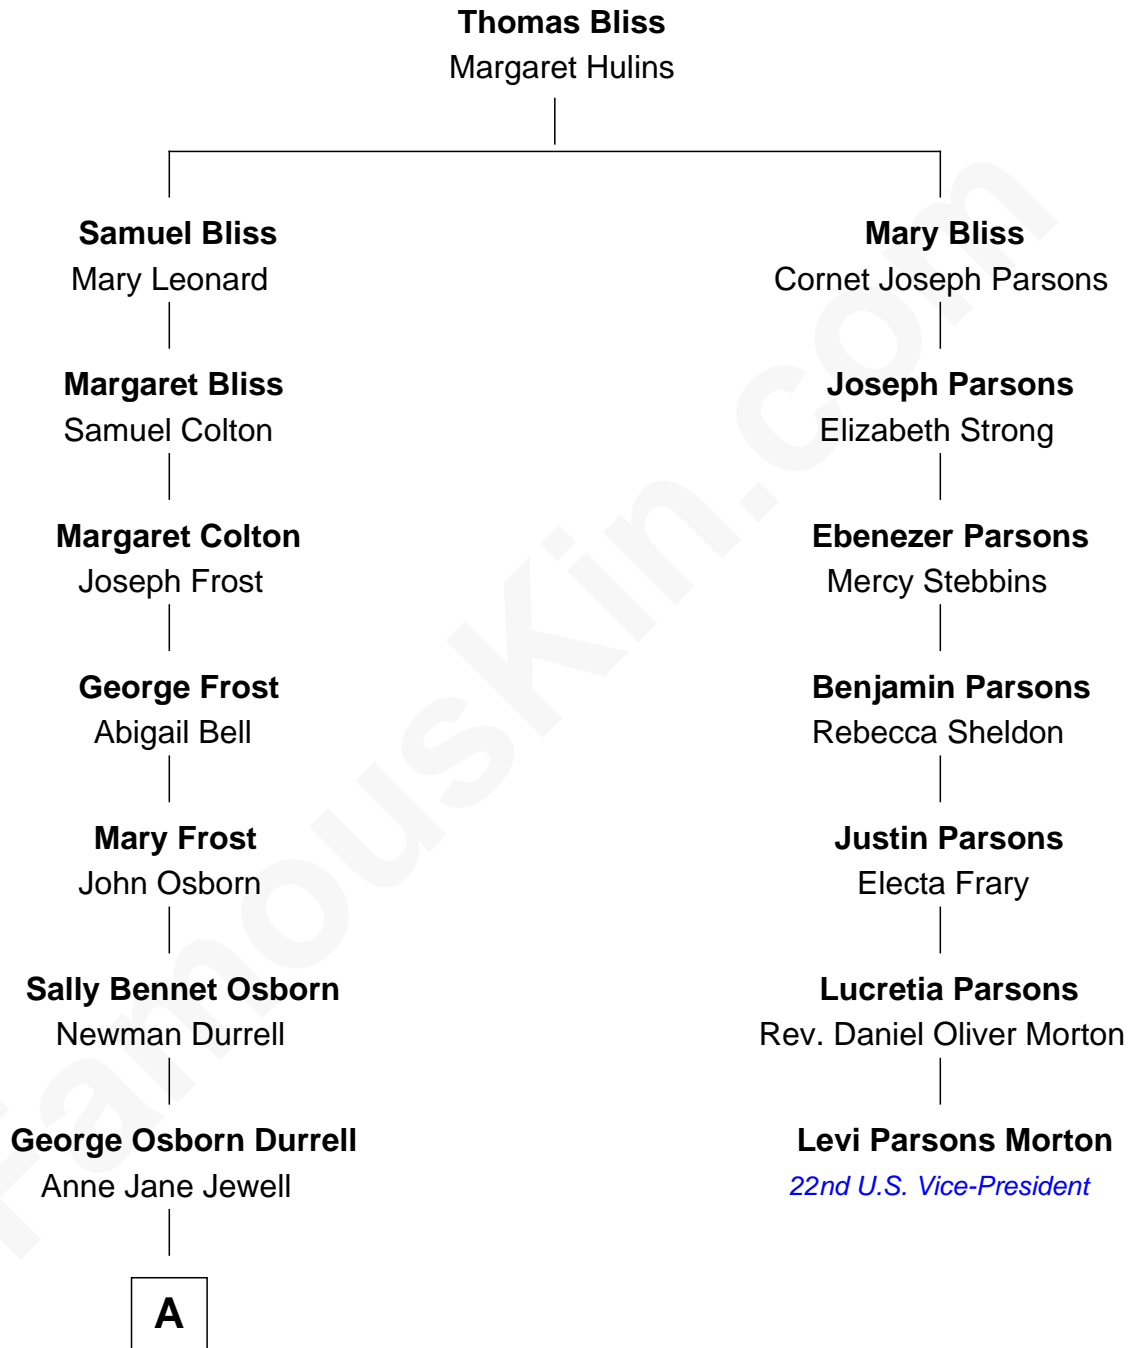 Thomas Bliss
Margaret Hulins
Samuel Bliss
Mary Leonard
Mary Bliss
Cornet Joseph Parsons
Margaret Bliss
Samuel Colton
Joseph Parsons
Elizabeth Strong
Margaret Colton
Joseph Frost
Ebenezer Parsons
Mercy Stebbins
George Frost
Abigail Bell
Benjamin Parsons
Rebecca Sheldon
Mary Frost
John Osborn
Justin Parsons
Electa Frary
Sally Bennet Osborn
Newman Durrell
Lucretia Parsons
Rev. Daniel Oliver Morton
George Osborn Durrell
Anne Jane Jewell
Levi Parsons Morton
22nd U.S. Vice-President
A
FamousKin.com